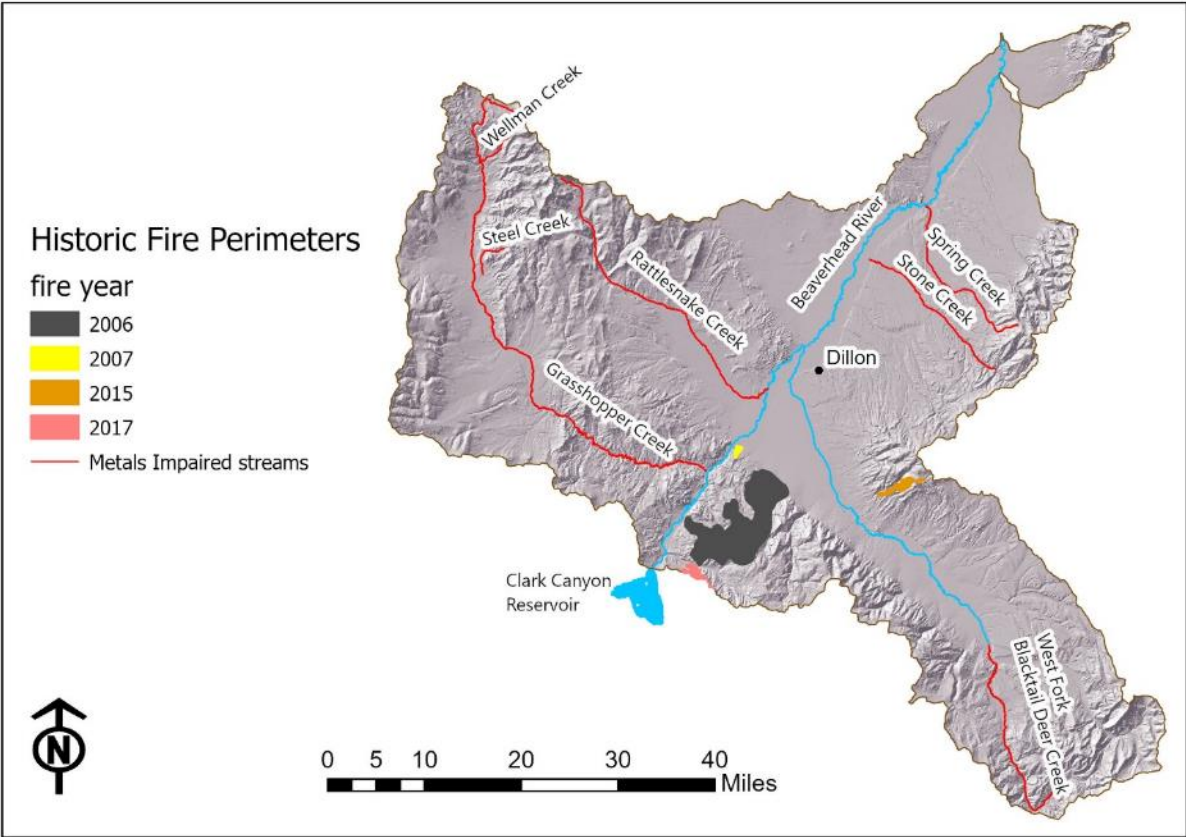 Historic Fire Perimeters
fire year
2006
2007
2015
2017
Metals Impaired streams
Wellman Creek
Steel Creek
Rattlesnake Creek
Grasshopper Creek
Beaverhead River
Spring Creek
Stone Creek
Dillon
Clark Canyon
Reservoir
West Fork
Blacktail Deer Creek
N
0 5 10 20 30 40
Miles